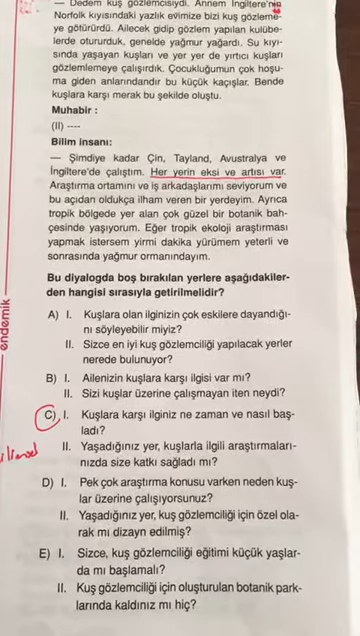 — Dedem kuş gözlemcisiydi. Annem İngiltere'nin
Norfolk kıyısındaki yazlık evimize bizi kuş gözleme-
ye götürürdü. Ailecek gidip gözlem yapılan kulübe-
lerde otururduk, genelde yağmur yağardı. Su kıyı-
sında yaşayan kuşları ve yer yer de yırtıcı kuşları
gözlemlemeye çalışırdık. Çocukluğumun çok hoşu-
ma giden anlarındandır bu küçük kaçışlar. Bende
kuşlara karşı merak bu şekilde oluştu.
Muhabir :
(II) ----
Bilim insanı:
— Şimdiye kadar Çin, Tayland, Avustralya ve
İngiltere'de çalıştım. Her yerin eksi ve artısı var.
Araştırma ortamını ve iş arkadaşlarımı seviyorum ve
bu açıdan oldukça ilham veren bir yerdeyim. Ayrıca
tropik bölgede yer alan çok güzel bir botanik bah-
çesinde yaşıyorum. Eğer tropik ekoloji araştırması
yapmak istersem yirmi dakika yürümem yeterli ve
sonrasında yağmur ormanındayım.
Bu diyalogda boş bırakılan yerlere aşağıdakiler-
den hangisi sırasıyla getirilmelidir?
A) I. Kuşlara olan ilginizin çok eskilere dayandığı-
nı söyleyebilir miyiz?
II. Sizce en iyi kuş gözlemciliği yapılacak yerler
nerede bulunuyor?
B) I. Ailenizin kuşlara karşı ilgisi var mı?
II. Sizi kuşlar üzerine çalışmayan iten neydi?
C) I. Kuşlara karşı ilginiz ne zaman ve nasıl baş-
ladı?
II. Yaşadığınız yer, kuşlarla ilgili araştırmaları-
nızda size katkı sağladı mı?
D) I. Pek çok araştırma konusu varken neden kuş-
lar üzerine çalışıyorsunuz?
II. Yaşadığınız yer, kuş gözlemciliği için özel ola-
rak mı dizayn edilmiş?
E) I. Sizce, kuş gözlemciliği eğitimi küçük yaşlar-
da mı başlamalı?
II. Kuş gözlemciliği için oluşturulan botanik park-
larında kaldınız mı hiç?
endemik